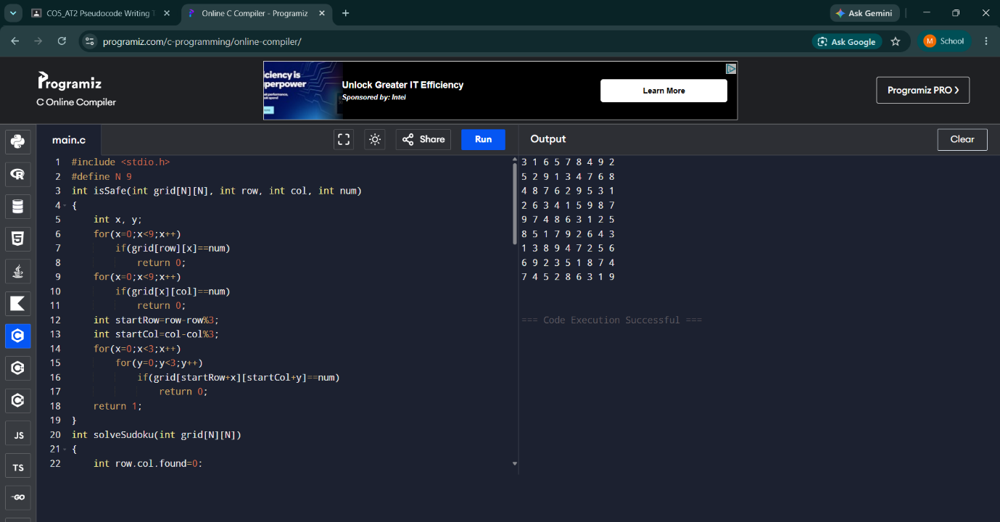 CO5_AT2 Pseudocode Writing T
Online C Compiler - Programiz
Ask Gemini
programiz.com/c-programming/online-compiler/
Ask Google
M School
Programiz
C Online Compiler
ciency is
perpower
Unlock Greater IT Efficiency
Sponsored by: Intel
Learn More
Programiz PRO
main.c
Share
Run
Output
Clear
1 #include <stdio.h>
2 #define N 9
3 int isSafe(int grid[N][N], int row, int col, int num)
4 {
5 int x, y;
6 for(x=0;x<9;x++)
7 if(grid[row][x]==num)
8 return 0;
9 for(x=0;x<9;x++)
10 if(grid[x][col]==num)
11 return 0;
12 int startRow=row-row%3;
13 int startCol=col-col%3;
14 for(x=0;x<3;x++)
15 for(y=0;y<3;y++)
16 if(grid[startRow+x][startCol+y]==num)
17 return 0;
18 return 1;
19 }
20 int solveSudoku(int grid[N][N])
21 {
22 int row,col,found=0;
3 1 6 5 7 8 4 9 2
5 2 9 1 3 4 7 6 8
4 8 7 6 2 9 5 3 1
2 6 3 4 1 5 9 8 7
9 7 4 8 6 3 1 2 5
8 5 1 7 9 2 6 4 3
1 3 8 9 4 7 2 5 6
6 9 2 3 5 1 8 7 4
7 4 5 2 8 6 3 1 9
=== Code Execution Successful ===
JS
TS
GO